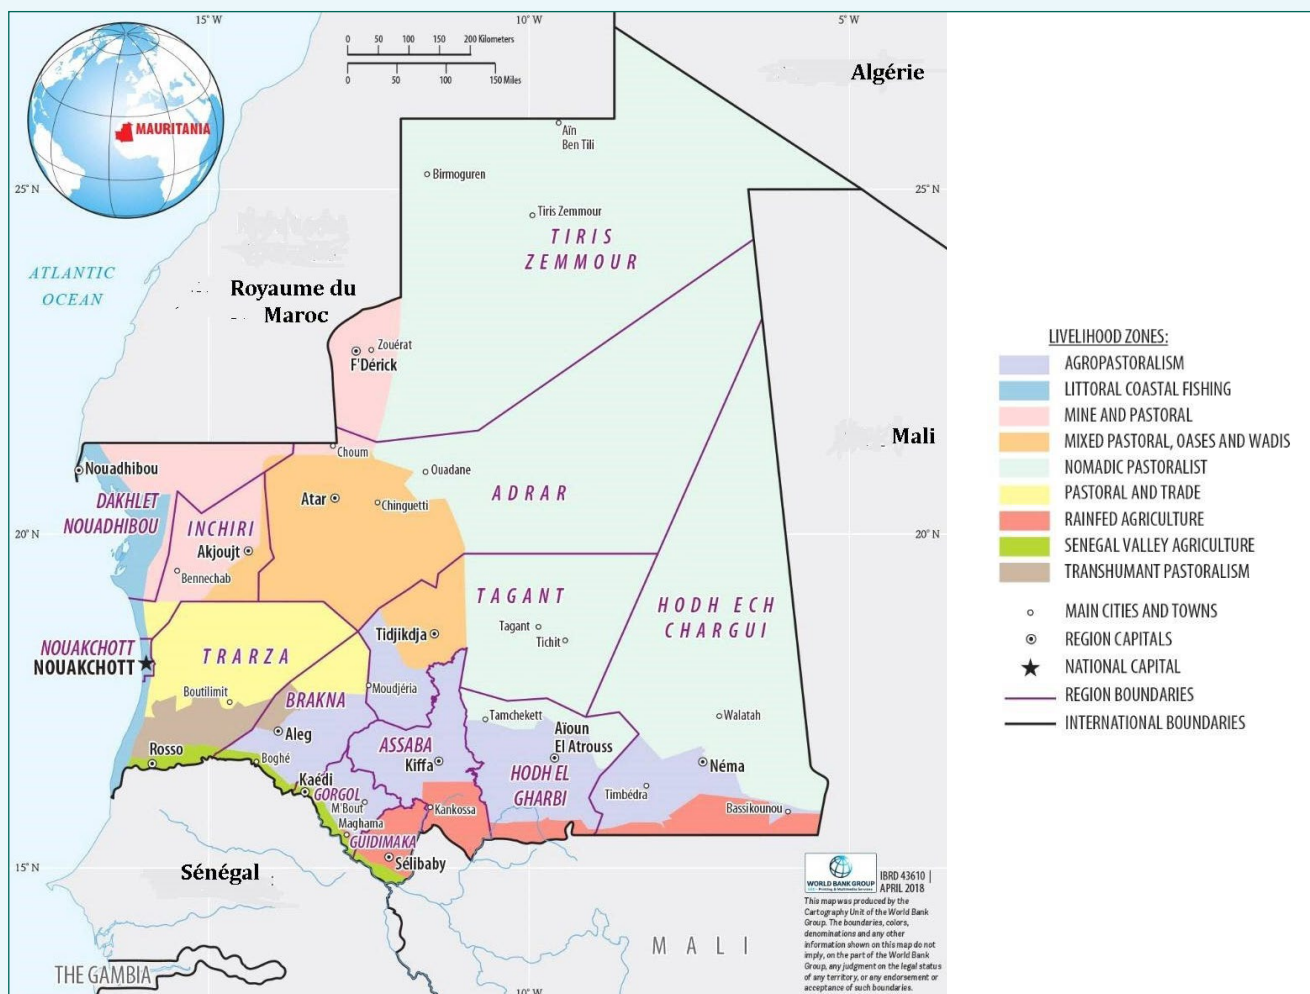 15° W
10° W
5° W
0 50 100 150 200 Kilometers
0 50 100 150 Miles
MAURITANIA
Algérie
Aïn
Ben Tili
Birmoguren
25° N
25° N
Tiris Zemmour
TIRIS
ZEMMOUR
ATLANTIC
OCEAN
Royaume du
Maroc
Zouérat
F'Dérick
Mali
Choum
Nouadhibou
Ouadane
DAKHLET
NOUADHIBOU
Atar
Chinguetti
ADRAR
INCHIRI
20° N
20° N
Akjoujt
Bennechab
TAGANT
HODH ECH
CHARGUI
Tagant
Tichit
Tidjikdja
NOUAKCHOTT
NOUAKCHOTT
TRARZA
Boutilimit
Moudjéria
BRAKNA
Tamchekett
Walatah
Aleg
Aïoun
El Atrouss
ASSABA
Kiffa
Rosso
Boghé
HODH EL
GHARBI
Néma
Kaédi
GORGOL
M'Bout
Timbédra
Kankossa
Bassikounou
Maghama
GUIDIMAKA
Sélibaby
Sénégal
15° N
15° N
MALI
THE GAMBIA
10° W
LIVELIHOOD ZONES:
AGROPASTORALISM
LITTORAL COASTAL FISHING
MINE AND PASTORAL
MIXED PASTORAL, OASES AND WADIS
NOMADIC PASTORALIST
PASTORAL AND TRADE
RAINFED AGRICULTURE
SENEGAL VALLEY AGRICULTURE
TRANSHUMANT PASTORALISM
MAIN CITIES AND TOWNS
REGION CAPITALS
NATIONAL CAPITAL
REGION BOUNDARIES
INTERNATIONAL BOUNDARIES
WORLD BANK GROUP
IBRD 43610 |
APRIL 2018
This map was produced by the
Cartography Unit of the World Bank
Group. The boundaries, colors,
denominations and any other
information shown on this map do not
imply, on the part of the World Bank
Group, any judgment on the legal status
of any territory, or any endorsement or
acceptance of such boundaries.